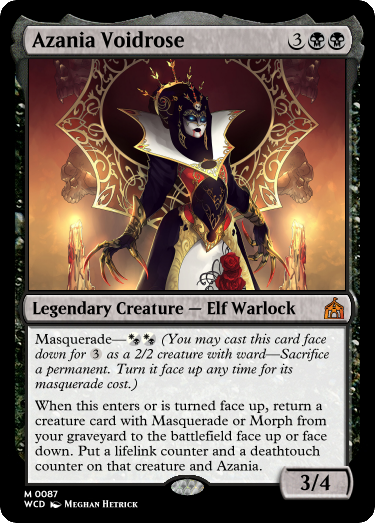 Azania Voidrose 3
Legendary Creature — Elf Warlock
Masquerade— (You may cast this card face
down for 3 as a 2/2 creature with ward—Sacrifice
a permanent. Turn it face up any time for its
masquerade cost.)
When this enters or is turned face up, return a
creature card with Masquerade or Morph from
your graveyard to the battlefield face up or face
down. Put a lifelink counter and a deathtouch
counter on that creature and Azania.
3/4
M 0087
WCD Meghan Hetrick